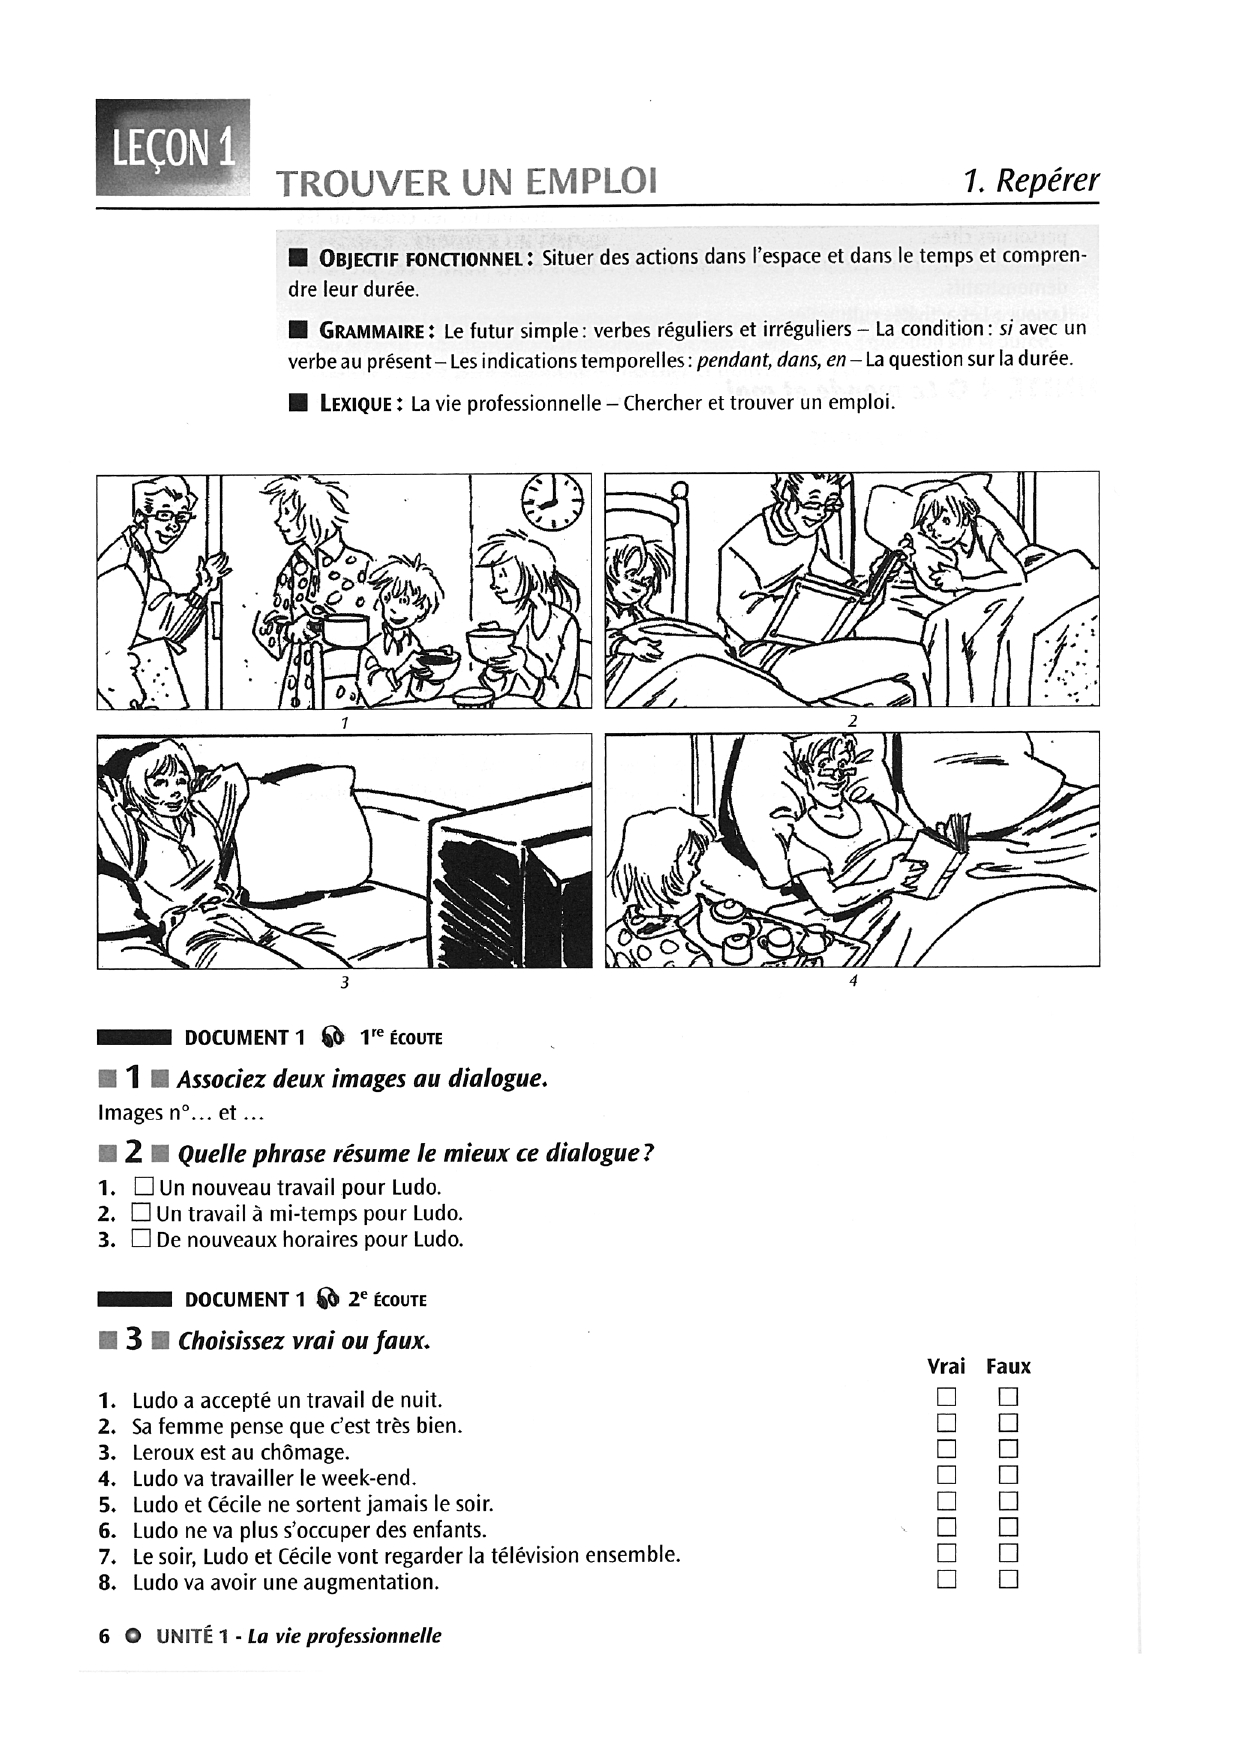 LEÇON 1
TROUVER UN EMPLOI
1. Repérer
■ OBJECTIF FONCTIONNEL : Situer des actions dans l'espace et dans le temps et compren-
dre leur durée.
■ GRAMMAIRE : Le futur simple : verbes réguliers et irréguliers – La condition : si avec un
verbe au présent – Les indications temporelles : pendant, dans, en – La question sur la durée.
■ LEXIQUE : La vie professionnelle – Chercher et trouver un emploi.
1
2
3
4
DOCUMENT 1 1re ÉCOUTE
■ 1 ■ Associez deux images au dialogue.
Images n°... et ...
■ 2 ■ Quelle phrase résume le mieux ce dialogue ?
1. □ Un nouveau travail pour Ludo.
2. □ Un travail à mi-temps pour Ludo.
3. □ De nouveaux horaires pour Ludo.
DOCUMENT 1 2e ÉCOUTE
■ 3 ■ Choisissez vrai ou faux.
Vrai Faux
1. Ludo a accepté un travail de nuit. □ □
2. Sa femme pense que c'est très bien. □ □
3. Leroux est au chômage. □ □
4. Ludo va travailler le week-end. □ □
5. Ludo et Cécile ne sortent jamais le soir. □ □
6. Ludo ne va plus s'occuper des enfants. □ □
7. Le soir, Ludo et Cécile vont regarder la télévision ensemble. □ □
8. Ludo va avoir une augmentation. □ □
6 UNITÉ 1 - La vie professionnelle